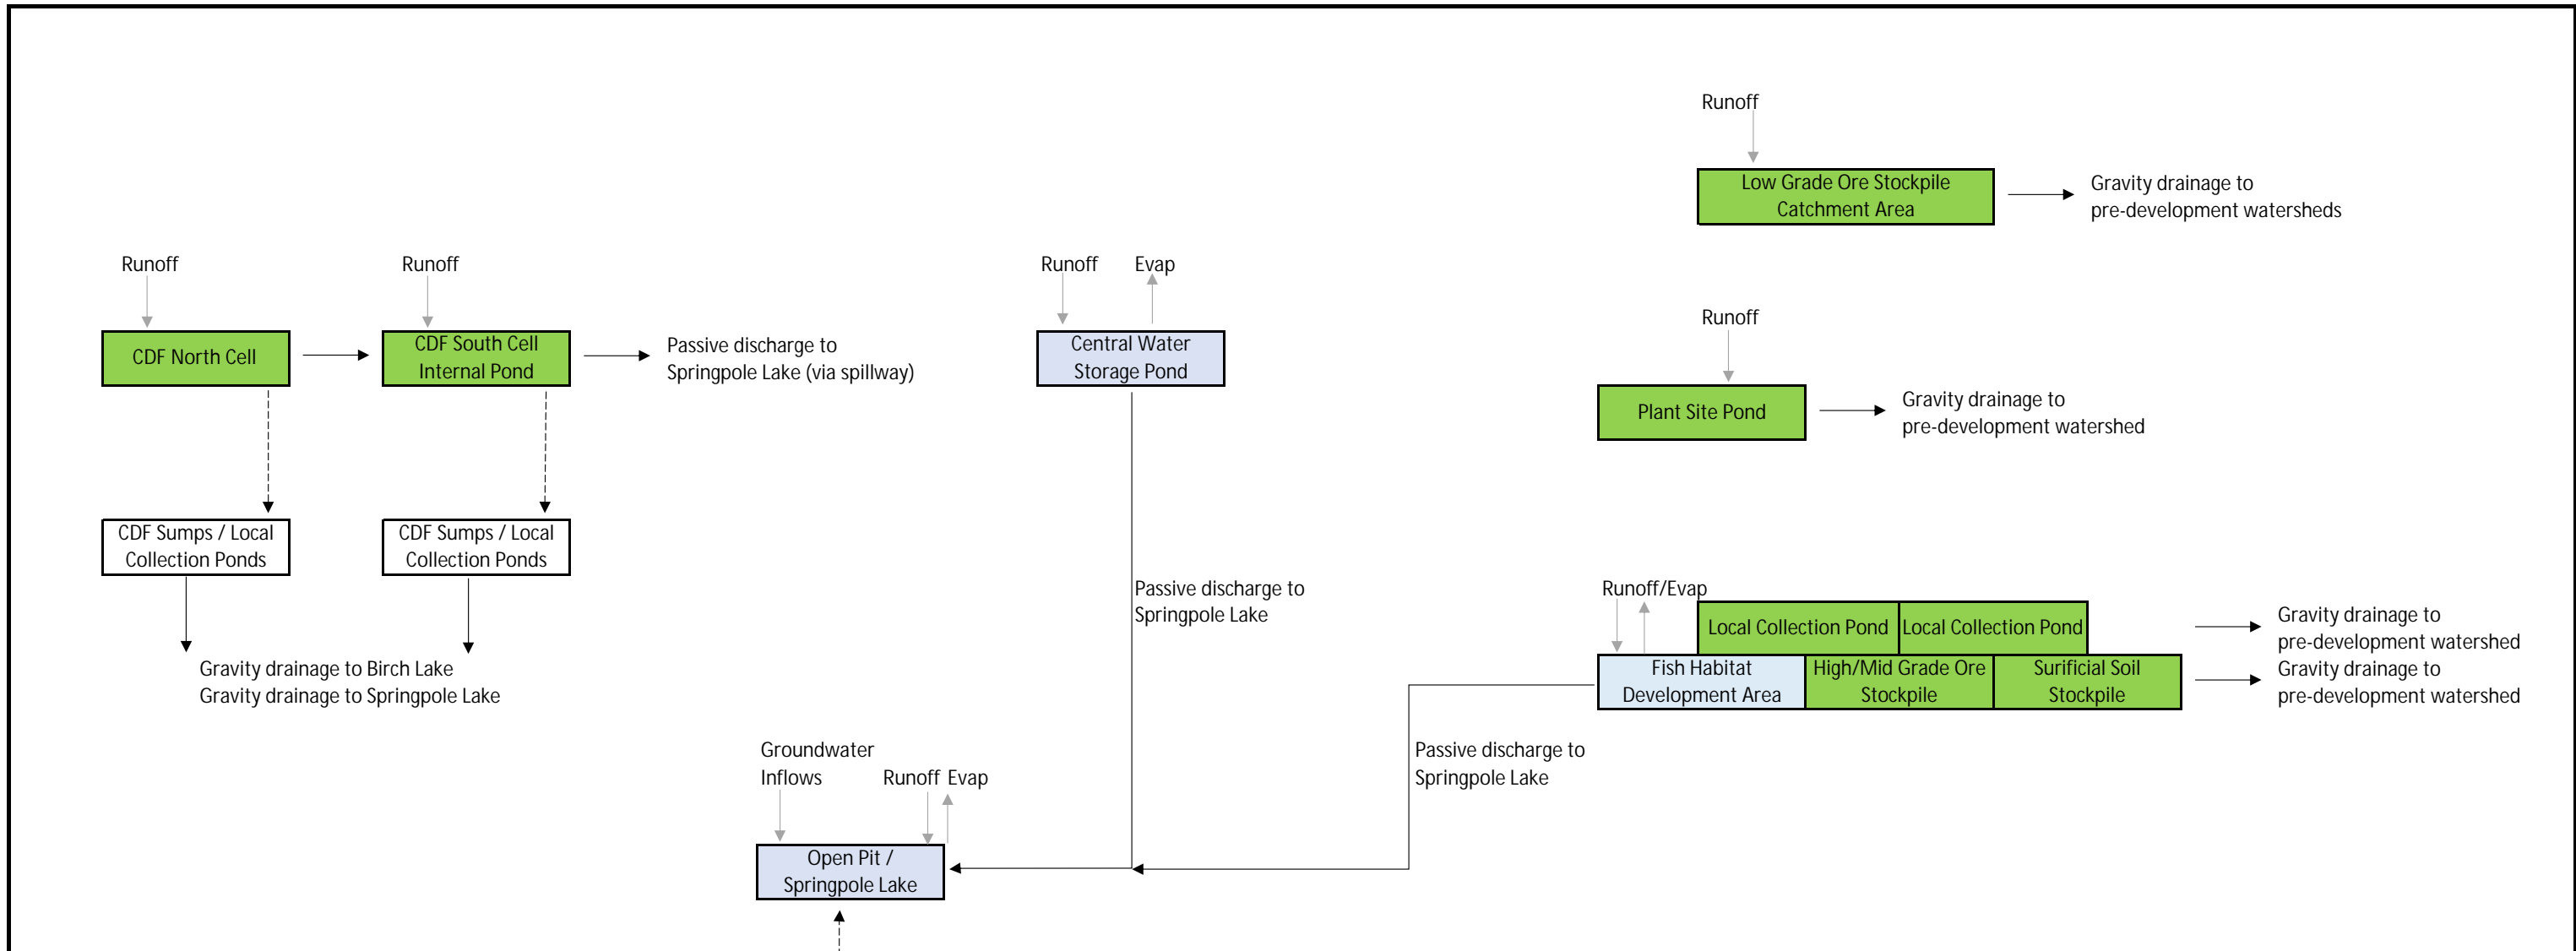 Runoff
Low Grade Ore Stockpile
Catchment Area
Gravity drainage to
pre-development watersheds
Runoff
Runoff
Runoff
Evap
CDF North Cell
CDF South Cell
Internal Pond
Passive discharge to
Springpole Lake (via spillway)
Central Water
Storage Pond
Runoff
Plant Site Pond
Gravity drainage to
pre-development watershed
CDF Sumps / Local
Collection Ponds
CDF Sumps / Local
Collection Ponds
Gravity drainage to Birch Lake
Gravity drainage to Springpole Lake
Passive discharge to
Springpole Lake
Runoff/Evap
Local Collection Pond
Local Collection Pond
Gravity drainage to
pre-development watershed
Fish Habitat
Development Area
High/Mid Grade Ore
Stockpile
Surificial Soil
Stockpile
Gravity drainage to
pre-development watershed
Passive discharge to
Springpole Lake
Groundwater
Inflows
Runoff
Evap
Open Pit /
Springpole Lake